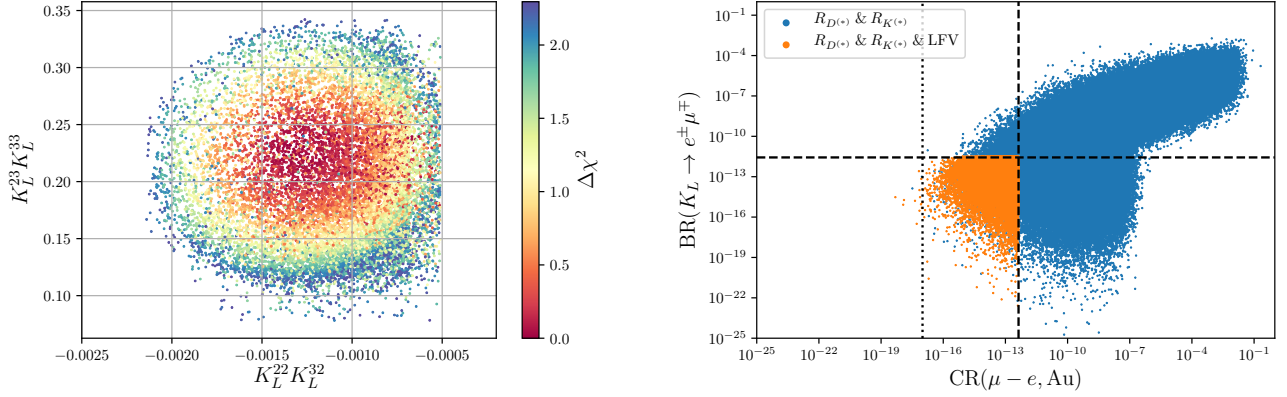 0.35
0.30
0.25
0.20
0.15
0.10
K_L^{23}K_L^{33}
−0.0025 −0.0020 −0.0015 −0.0010 −0.0005
K_L^{22}K_L^{32}
2.0
1.5
1.0
0.5
0.0
Δχ²
R_{D^{(*)}} & R_{K^{(*)}}
R_{D^{(*)}} & R_{K^{(*)}} & LFV
10^{-1}
10^{-4}
10^{-7}
10^{-10}
10^{-13}
10^{-16}
10^{-19}
10^{-22}
10^{-25}
BR(K_L → e^±μ^∓)
10^{-25} 10^{-22} 10^{-19} 10^{-16} 10^{-13} 10^{-10} 10^{-7} 10^{-4} 10^{-1}
CR(μ − e, Au)